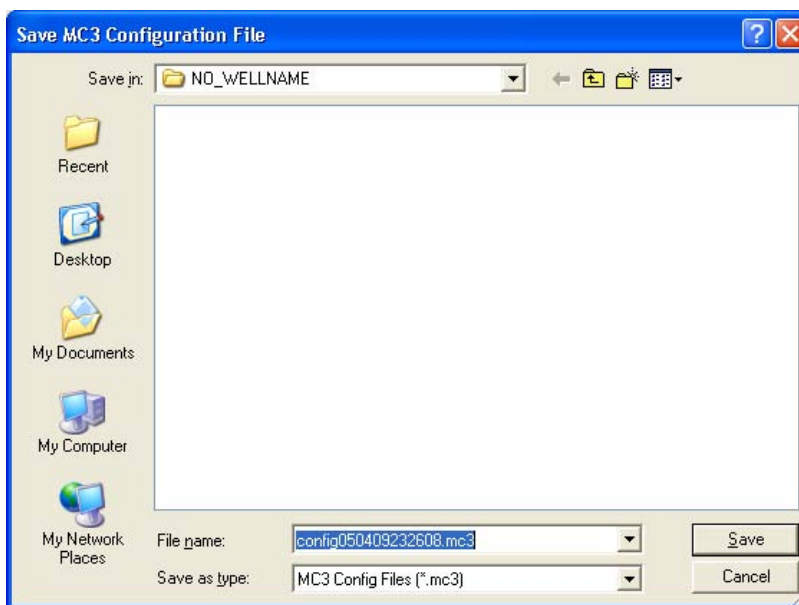 Save MC3 Configuration File
Save in:
NO_WELLNAME
Recent
Desktop
My Documents
My Computer
My Network
Places
File name:
config050409232608.mc3
Save
Save as type:
MC3 Config Files (*.mc3)
Cancel